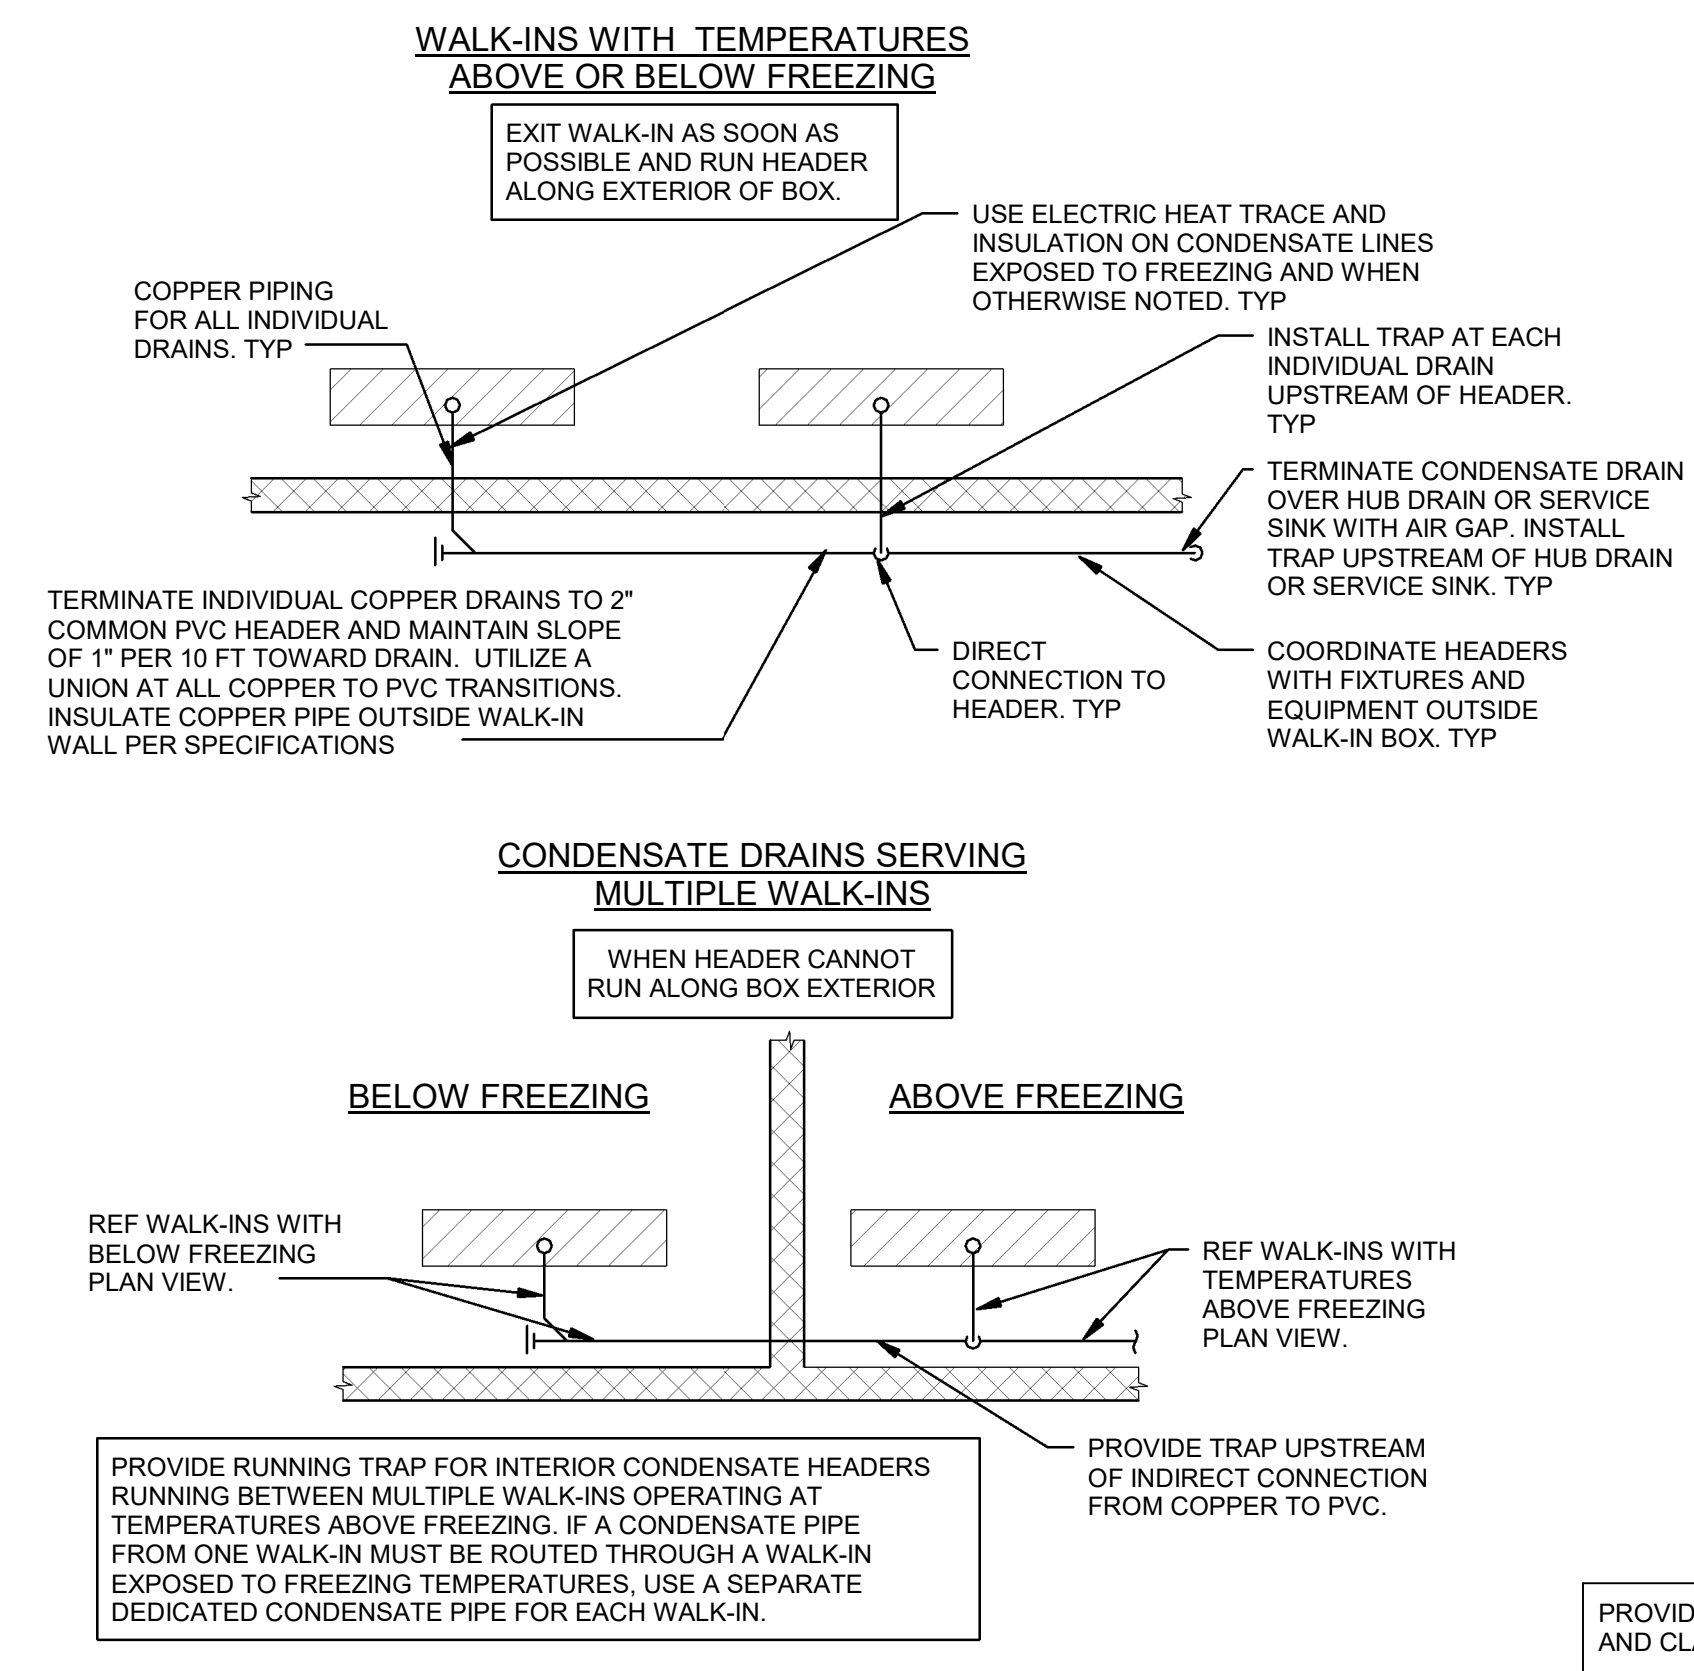 WALK-INS WITH  TEMPERATURES
ABOVE OR BELOW FREEZING
EXIT WALK-IN AS SOON AS
POSSIBLE AND RUN HEADER
ALONG EXTERIOR OF BOX.
USE ELECTRIC HEAT TRACE AND
INSULATION ON CONDENSATE LINES
EXPOSED TO FREEZING AND WHEN
OTHERWISE NOTED. TYP
COPPER PIPING
FOR ALL INDIVIDUAL
DRAINS. TYP
INSTALL TRAP AT EACH
INDIVIDUAL DRAIN
UPSTREAM OF HEADER.
TYP
TERMINATE CONDENSATE DRAIN
OVER HUB DRAIN OR SERVICE
SINK WITH AIR GAP. INSTALL
TRAP UPSTREAM OF HUB DRAIN
OR SERVICE SINK. TYP
TERMINATE INDIVIDUAL COPPER DRAINS TO 2"
COMMON PVC HEADER AND MAINTAIN SLOPE
OF 1" PER 10 FT TOWARD DRAIN.  UTILIZE A
UNION AT ALL COPPER TO PVC TRANSITIONS.
INSULATE COPPER PIPE OUTSIDE WALK-IN
WALL PER SPECIFICATIONS
DIRECT
CONNECTION TO
HEADER. TYP
COORDINATE HEADERS
WITH FIXTURES AND
EQUIPMENT OUTSIDE
WALK-IN BOX. TYP
CONDENSATE DRAINS SERVING
MULTIPLE WALK-INS
WHEN HEADER CANNOT
RUN ALONG BOX EXTERIOR
BELOW FREEZING
ABOVE FREEZING
REF WALK-INS WITH
BELOW FREEZING
PLAN VIEW.
REF WALK-INS WITH
TEMPERATURES
ABOVE FREEZING
PLAN VIEW.
PROVIDE TRAP UPSTREAM
OF INDIRECT CONNECTION
FROM COPPER TO PVC.
PROVIDE RUNNING TRAP FOR INTERIOR CONDENSATE HEADERS
RUNNING BETWEEN MULTIPLE WALK-INS OPERATING AT
TEMPERATURES ABOVE FREEZING. IF A CONDENSATE PIPE
FROM ONE WALK-IN MUST BE ROUTED THROUGH A WALK-IN
EXPOSED TO FREEZING TEMPERATURES, USE A SEPARATE
DEDICATED CONDENSATE PIPE FOR EACH WALK-IN.
PROVID
AND CL